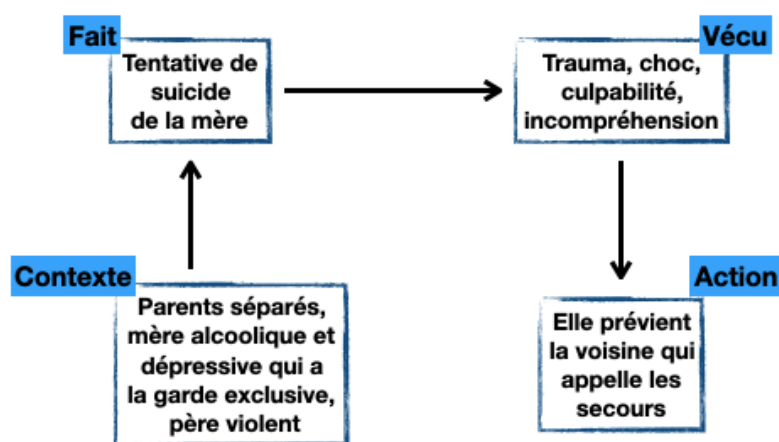 Fait
Tentative de
suicide
de la mère
Vécu
Trauma, choc,
culpabilité,
incompréhension
Contexte
Parents séparés,
mère alcoolique et
dépressive qui a
la garde exclusive,
père violent
Action
Elle prévient
la voisine qui
appelle les
secours